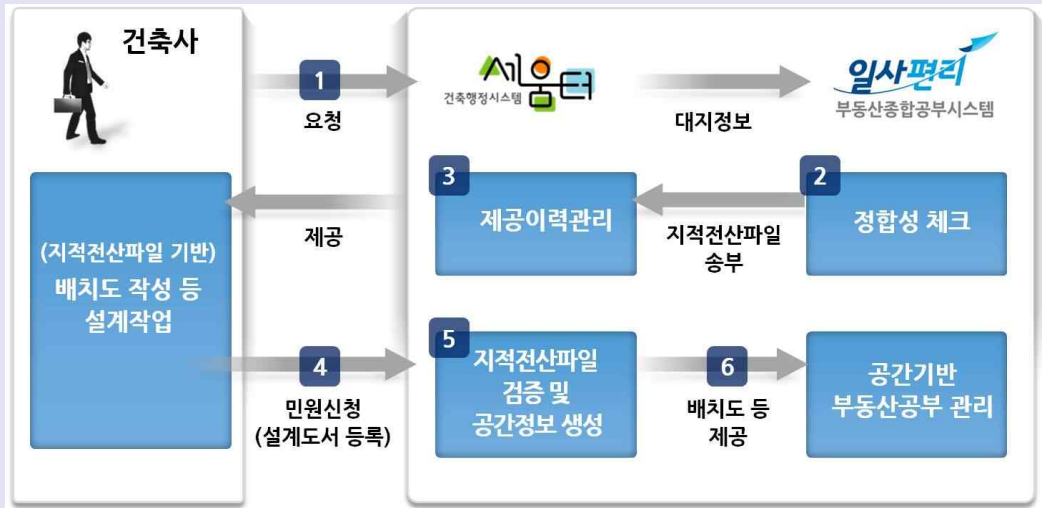 건축사
1
요청
건축행정시스템
세움터
대지정보
일사편리
부동산종합공부시스템
(지적전산파일 기반)
배치도 작성 등
설계작업
제공
3
제공이력관리
지적전산파일
송부
2
정합성 체크
4
민원신청
(설계도서 등록)
5
지적전산파일
검증 및
공간정보 생성
6
배치도 등
제공
공간기반
부동산공부 관리